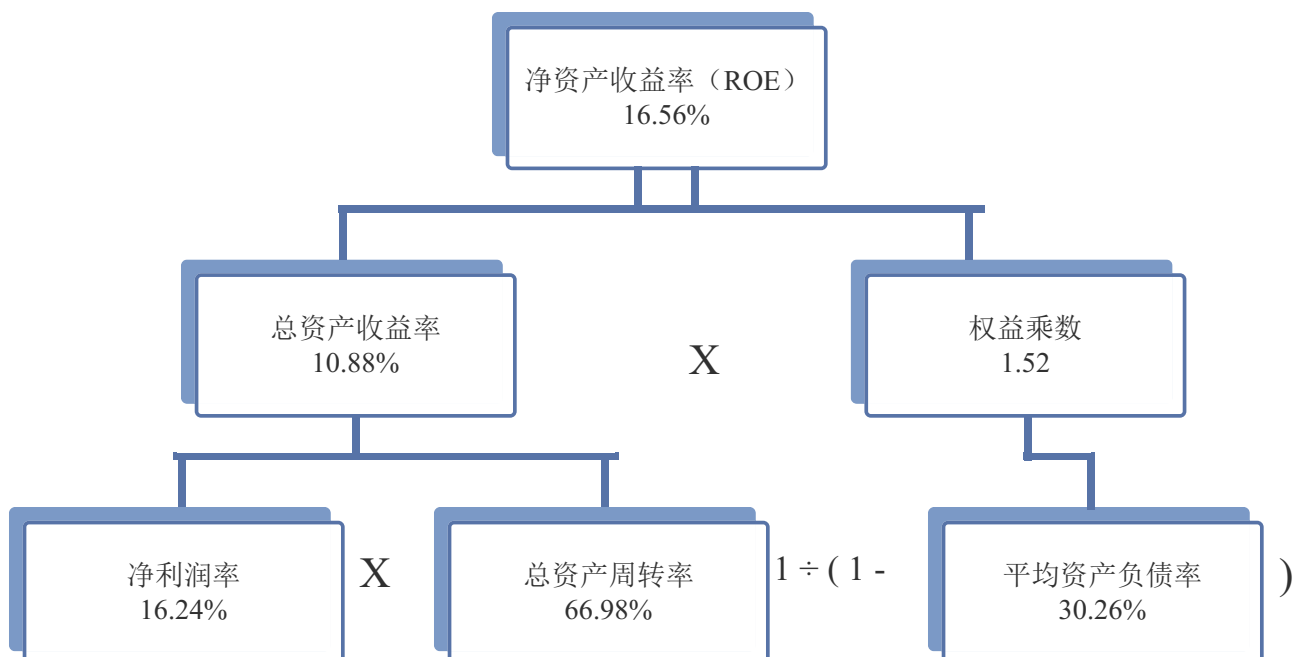 净资产收益率（ROE）
16.56%
总资产收益率
10.88%
X
权益乘数
1.52
净利润率
16.24%
X
总资产周转率
66.98%
1 ÷ ( 1 -
平均资产负债率
30.26%
)